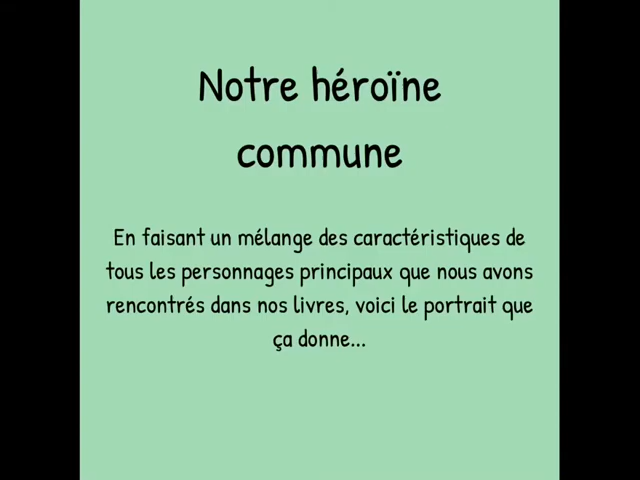 Notre héroïne
commune
En faisant un mélange des caractéristiques de
tous les personnages principaux que nous avons
rencontrés dans nos livres, voici le portrait que
ça donne...